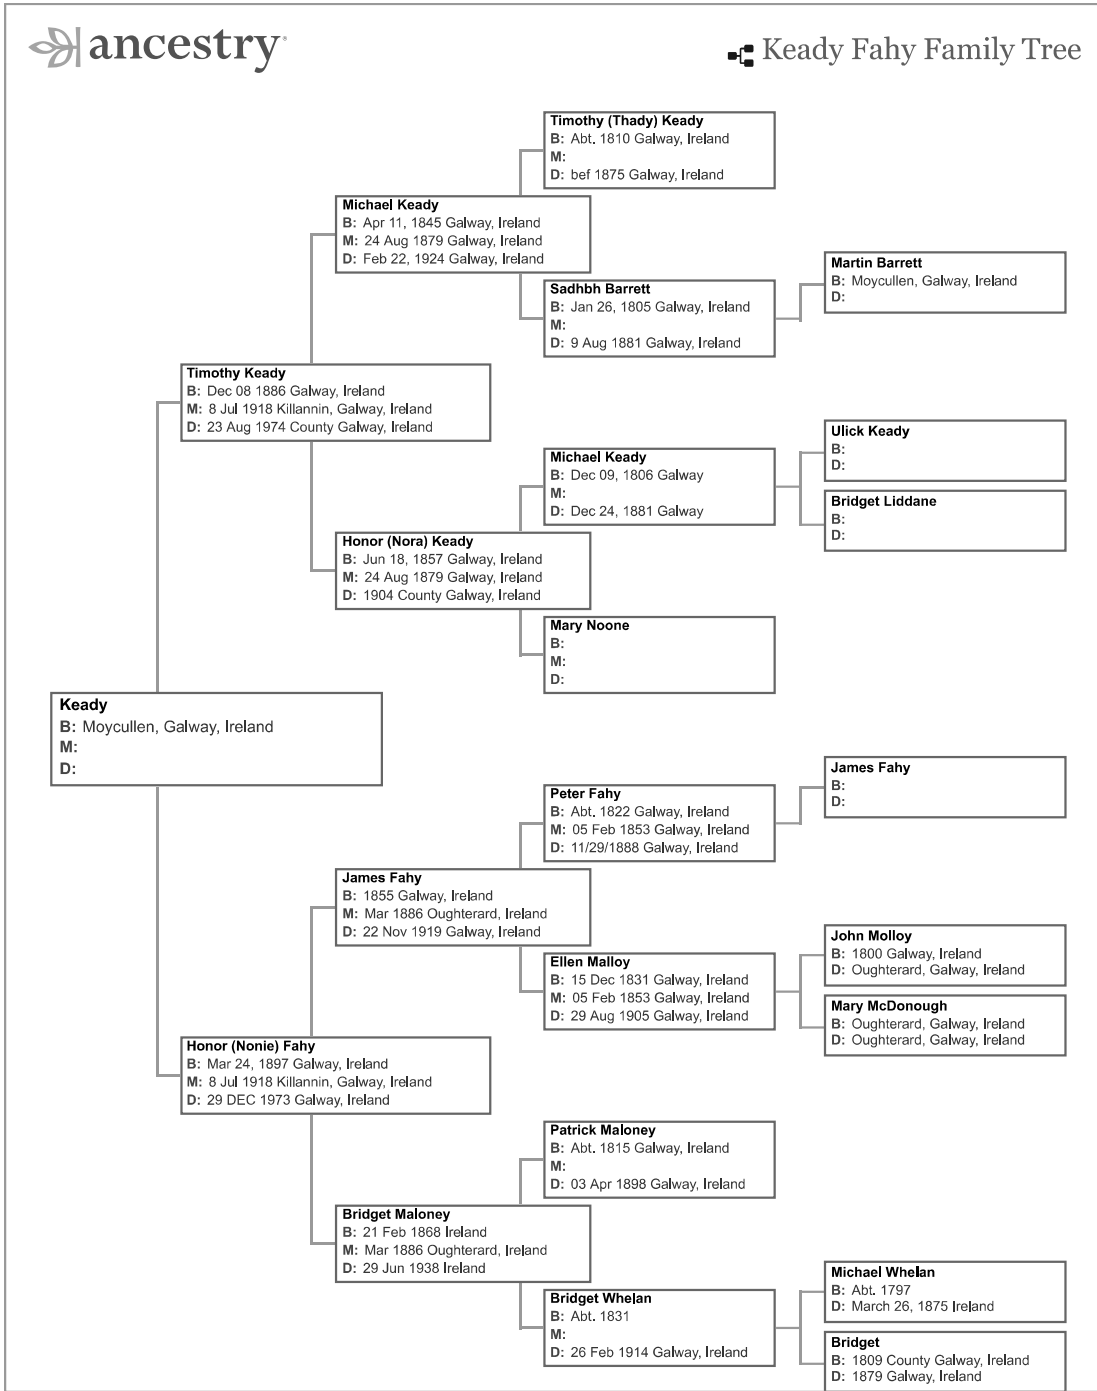 ancestry
Keady Fahy Family Tree
Timothy (Thady) Keady
B: Abt. 1810 Galway, Ireland
M:
D: bef 1875 Galway, Ireland
Michael Keady
B: Apr 11, 1845 Galway, Ireland
M: 24 Aug 1879 Galway, Ireland
D: Feb 22, 1924 Galway, Ireland
Martin Barrett
B: Moycullen, Galway, Ireland
D:
Sadhbh Barrett
B: Jan 26, 1805 Galway, Ireland
M:
D: 9 Aug 1881 Galway, Ireland
Timothy Keady
B: Dec 08 1886 Galway, Ireland
M: 8 Jul 1918 Killannin, Galway, Ireland
D: 23 Aug 1974 County Galway, Ireland
Ulick Keady
B:
D:
Michael Keady
B: Dec 09, 1806 Galway
M:
D: Dec 24, 1881 Galway
Bridget Liddane
B:
D:
Honor (Nora) Keady
B: Jun 18, 1857 Galway, Ireland
M: 24 Aug 1879 Galway, Ireland
D: 1904 County Galway, Ireland
Mary Noone
B:
M:
D:
Keady
B: Moycullen, Galway, Ireland
M:
D:
James Fahy
B:
D:
Peter Fahy
B: Abt. 1822 Galway, Ireland
M: 05 Feb 1853 Galway, Ireland
D: 11/29/1888 Galway, Ireland
James Fahy
B: 1855 Galway, Ireland
M: Mar 1886 Oughterard, Ireland
D: 22 Nov 1919 Galway, Ireland
John Molloy
B: 1800 Galway, Ireland
D: Oughterard, Galway, Ireland
Ellen Malloy
B: 15 Dec 1831 Galway, Ireland
M: 05 Feb 1853 Galway, Ireland
D: 29 Aug 1905 Galway, Ireland
Mary McDonough
B: Oughterard, Galway, Ireland
D: Oughterard, Galway, Ireland
Honor (Nonie) Fahy
B: Mar 24, 1897 Galway, Ireland
M: 8 Jul 1918 Killannin, Galway, Ireland
D: 29 DEC 1973 Galway, Ireland
Patrick Maloney
B: Abt. 1815 Galway, Ireland
M:
D: 03 Apr 1898 Galway, Ireland
Bridget Maloney
B: 21 Feb 1868 Ireland
M: Mar 1886 Oughterard, Ireland
D: 29 Jun 1938 Ireland
Michael Whelan
B: Abt. 1797
D: March 26, 1875 Ireland
Bridget Whelan
B: Abt. 1831
M:
D: 26 Feb 1914 Galway, Ireland
Bridget
B: 1809 County Galway, Ireland
D: 1879 Galway, Ireland